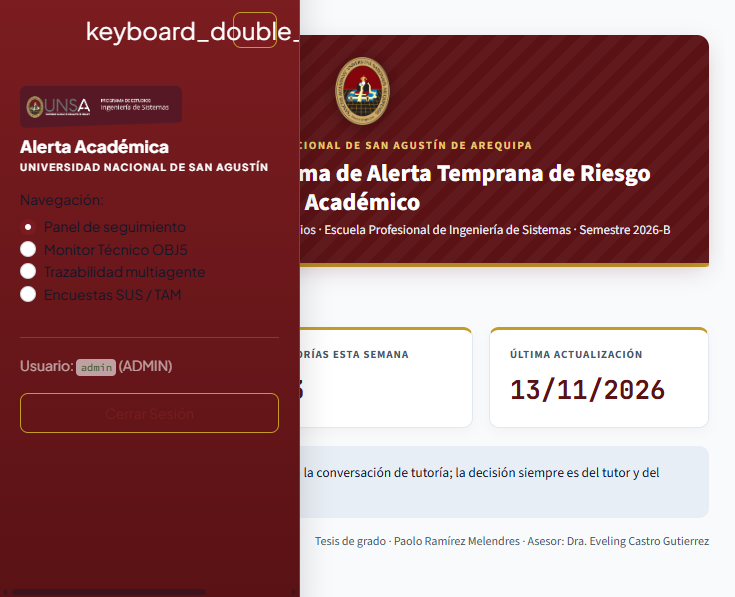 keyboard_double_
UNSA
PROGRAMA DE ESTUDIOS
Ingeniería de Sistemas
Alerta Académica
UNIVERSIDAD NACIONAL DE SAN AGUSTÍN
Navegación:
Panel de seguimiento
Monitor Técnico OBJ5
Trazabilidad multiagente
Encuestas SUS / TAM
Usuario: admin (ADMIN)
Cerrar Sesión
CIONAL DE SAN AGUSTÍN DE AREQUIPA
ma de Alerta Temprana de Riesgo
Académico
ios · Escuela Profesional de Ingeniería de Sistemas · Semestre 2026-B
ORÍAS ESTA SEMANA
ÚLTIMA ACTUALIZACIÓN
13/11/2026
la conversación de tutoría; la decisión siempre es del tutor y del
Tesis de grado · Paolo Ramírez Melendres · Asesor: Dra. Eveling Castro Gutierrez